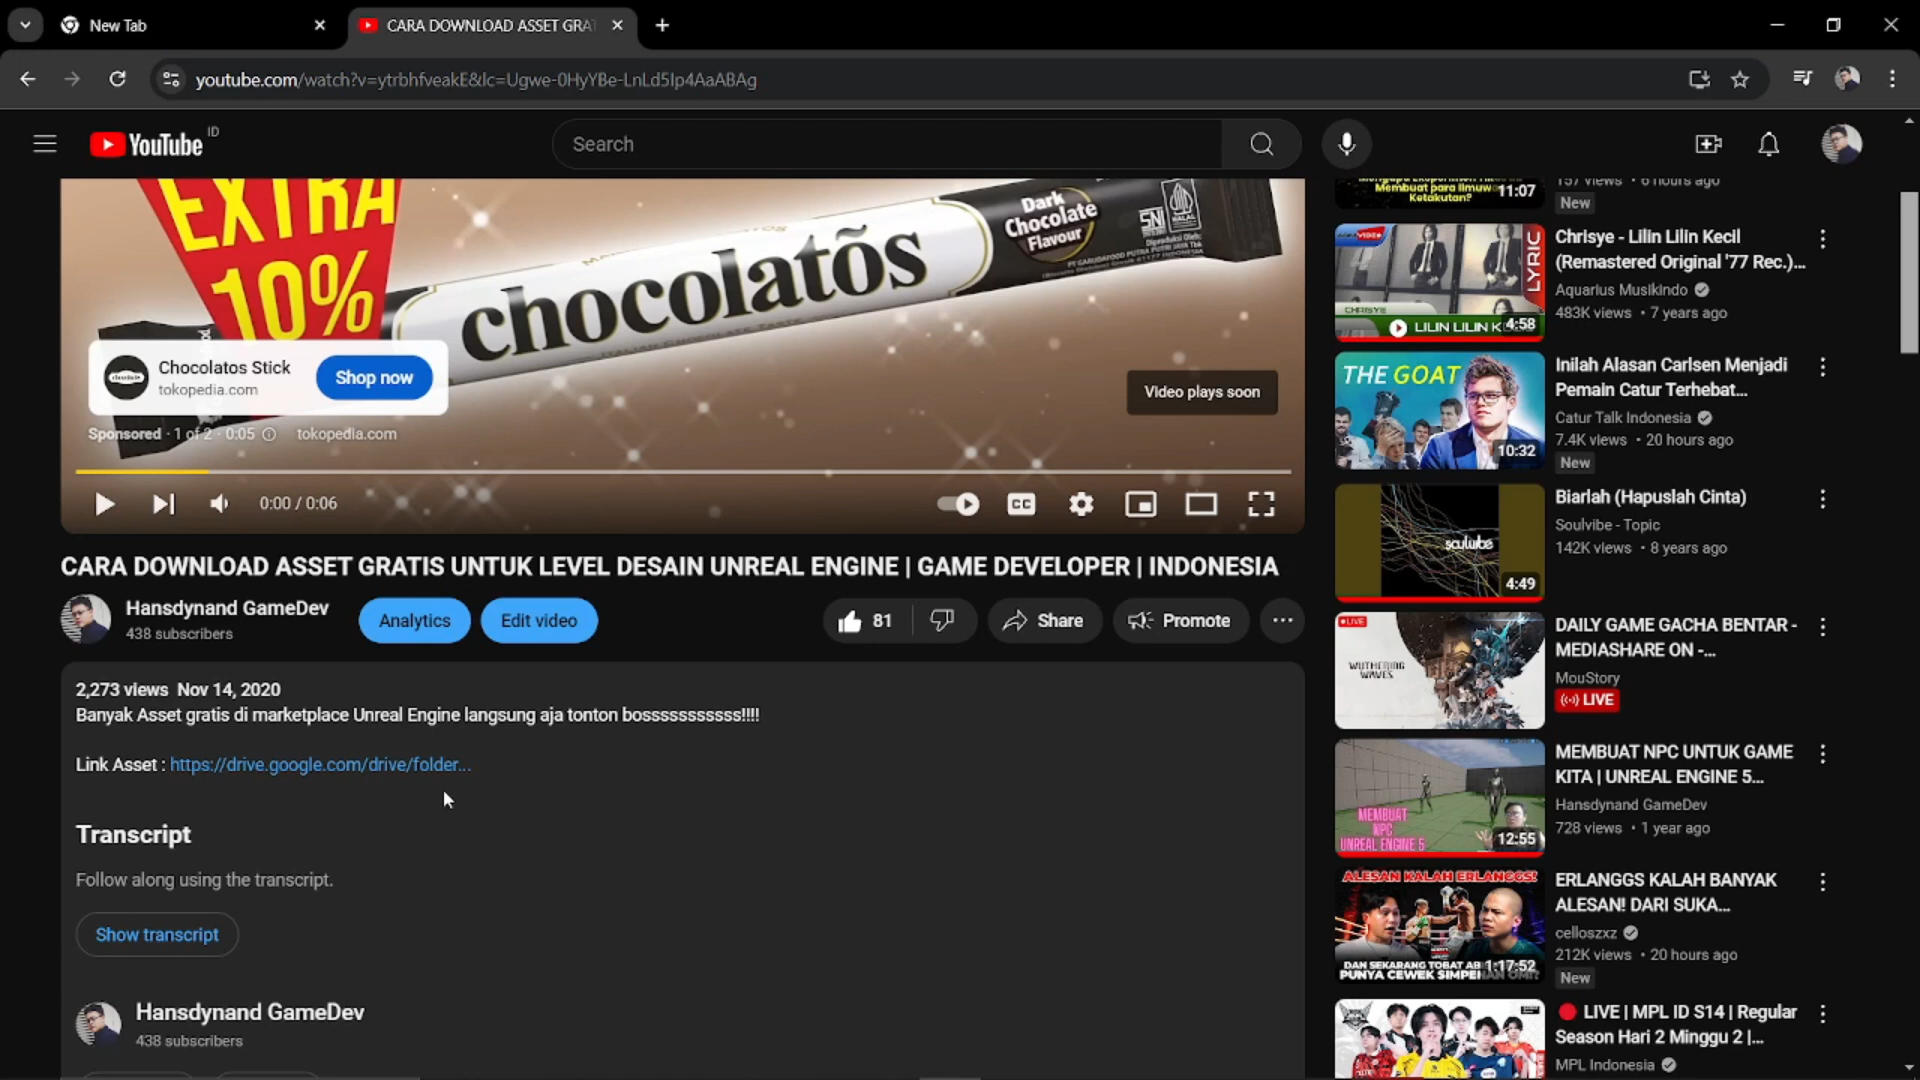 New Tab
CARA DOWNLOAD ASSET GRA
youtube.com/watch?v=ytrbhfveakE&lc=Ugwe-0HyYBe-LnLd5Ip4AaABAg
YouTube ID
Search
EXTRA
10%
chocolatōs
Dark
Chocolate
Flavour
SNI
HALAL
Chocolatos Stick
tokopedia.com
Shop now
Video plays soon
Sponsored · 1 of 2 · 0:05
tokopedia.com
0:00 / 0:06
CC
CARA DOWNLOAD ASSET GRATIS UNTUK LEVEL DESAIN UNREAL ENGINE | GAME DEVELOPER | INDONESIA
Hansdynand GameDev
438 subscribers
Analytics
Edit video
81
Share
Promote
2,273 views Nov 14, 2020
Banyak Asset gratis di marketplace Unreal Engine langsung aja tonton bosssssssssss!!!!
Link Asset : https://drive.google.com/drive/folder...
Transcript
Follow along using the transcript.
Show transcript
Hansdynand GameDev
438 subscribers
Membuat para Ilmuw
Ketakutan?
11:07
157 views • 6 hours ago
New
LYRIC
CHRISYE
LILIN LILIN K
4:58
Chrisye - Lilin Lilin Kecil
(Remastered Original '77 Rec.)...
Aquarius Musikindo
483K views • 7 years ago
THE GOAT
10:32
Inilah Alasan Carlsen Menjadi
Pemain Catur Terhebat...
Catur Talk Indonesia
7.4K views • 20 hours ago
New
soulvibe
4:49
Biarlah (Hapuslah Cinta)
Soulvibe - Topic
142K views • 8 years ago
LIVE
WUTHERING
WAVES
DAILY GAME GACHA BENTAR -
MEDIASHARE ON -...
MouStory
LIVE
MEMBUAT
NPC
UNREAL ENGINE 5
12:55
MEMBUAT NPC UNTUK GAME
KITA | UNREAL ENGINE 5...
Hansdynand GameDev
728 views • 1 year ago
ALESAN KALAH ERLANGGS!
DAN SEKARANG TOBAT AB
PUNYA CEWEK SIMPE
1:17:52
ERLANGGS KALAH BANYAK
ALESAN! DARI SUKA...
celloszxz
212K views • 20 hours ago
New
LIVE | MPL ID S14 | Regular
Season Hari 2 Minggu 2 |...
MPL Indonesia